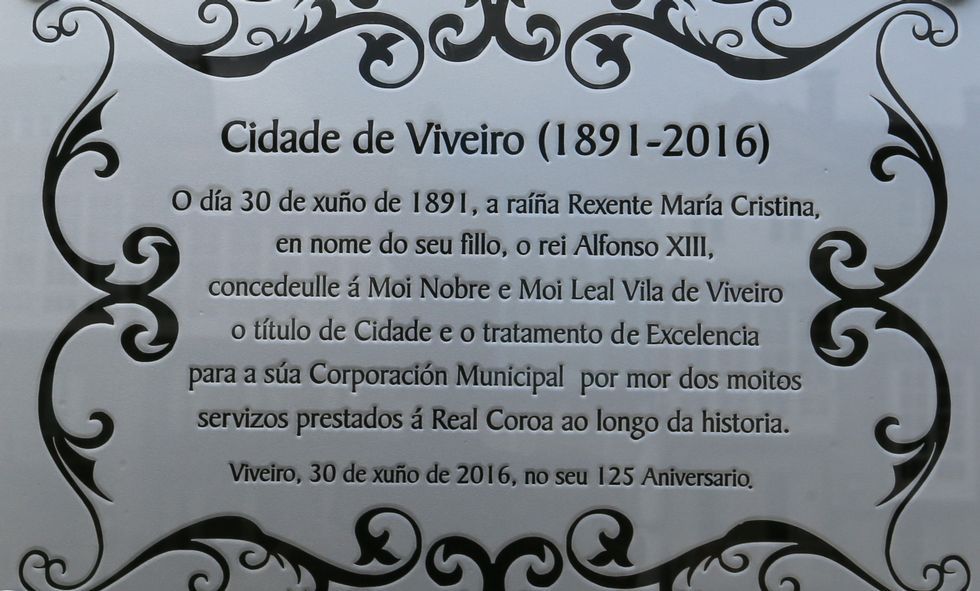 Cidade de Viveiro (1891-2016)
O día 30 de xuño de 1891, a raíña Rexente María Cristina,
en nome do seu fillo, o rei Alfonso XIII,
concedeulle á Moi Nobre e Moi Leal Vila de Viveiro
o título de Cidade e o tratamento de Excelencia
para a súa Corporación Municipal por mor dos moitos
servizos prestados á Real Coroa ao longo da historia.
Viveiro, 30 de xuño de 2016, no seu 125 Aniversario.